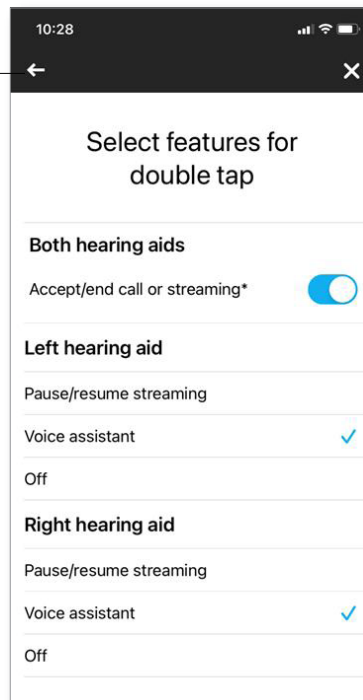 10:28
Select features for
double tap
Both hearing aids
Accept/end call or streaming*
Left hearing aid
Pause/resume streaming
Voice assistant
Off
Right hearing aid
Pause/resume streaming
Voice assistant
Off